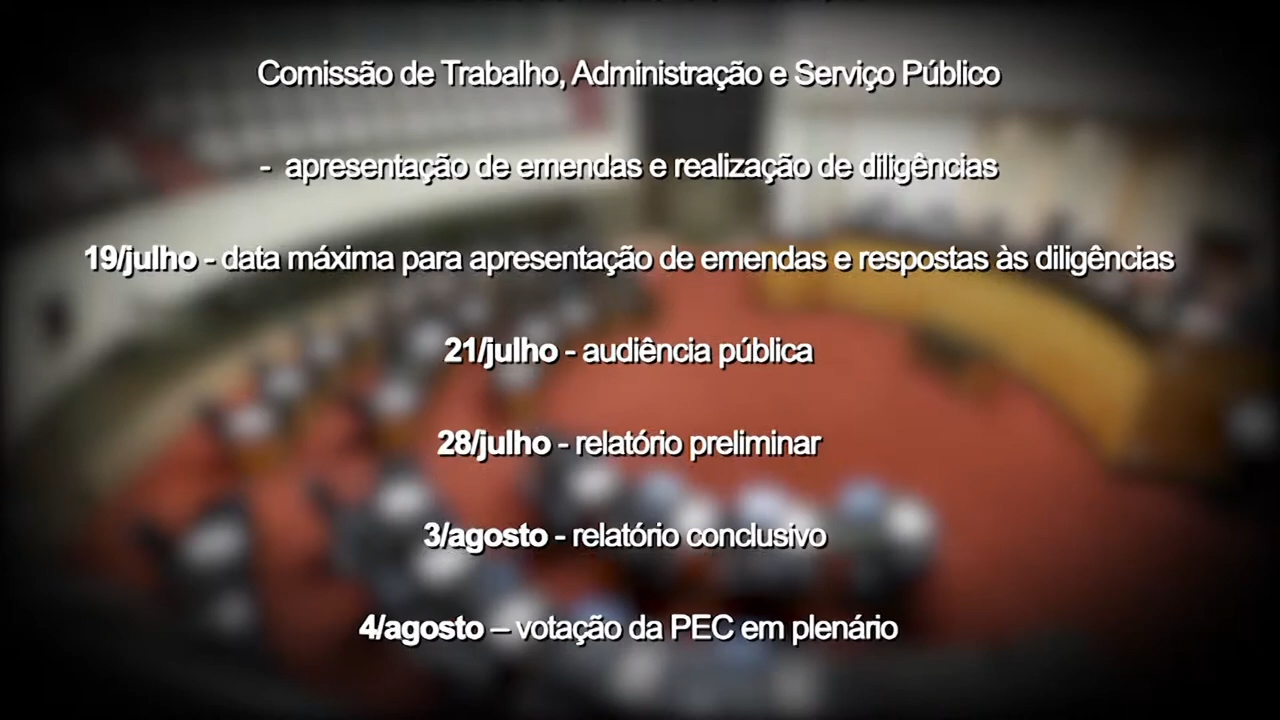 Comissão de Trabalho, Administração e Serviço Público
- apresentação de emendas e realização de diligências
19/julho - data máxima para apresentação de emendas e respostas às diligências
21/julho - audiência pública
28/julho - relatório preliminar
3/agosto - relatório conclusivo
4/agosto – votação da PEC em plenário